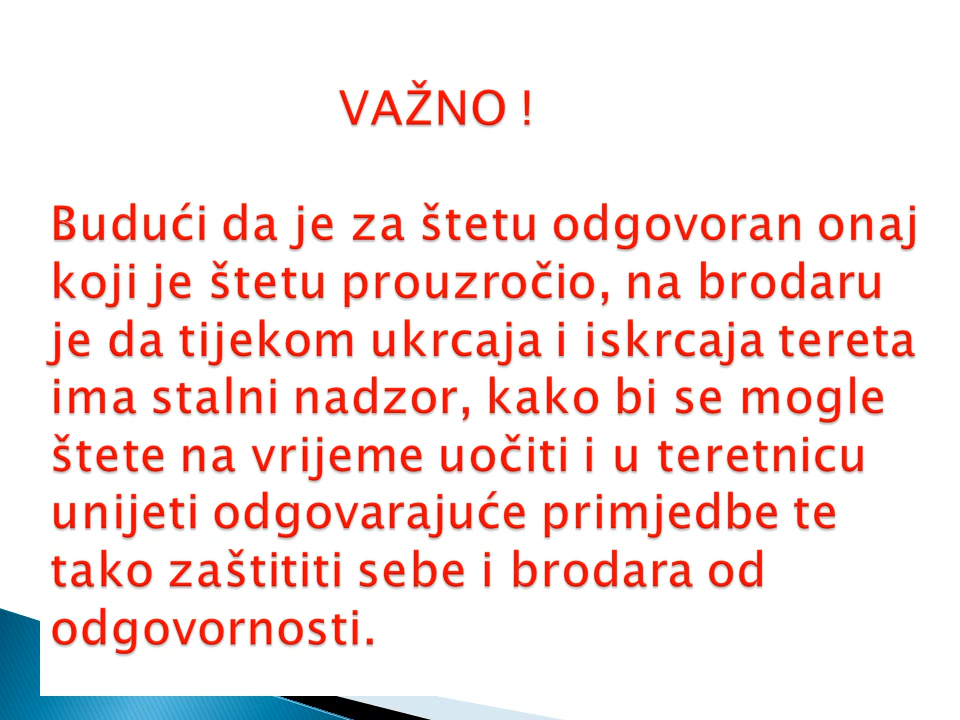 VAŽNO !
Budući da je za štetu odgovoran onaj
koji je štetu prouzročio, na brodaru
je da tijekom ukrcaja i iskrcaja tereta
ima stalni nadzor, kako bi se mogle
štete na vrijeme uočiti i u teretnicu
unijeti odgovarajuće primjedbe te
tako zaštititi sebe i brodara od
odgovornosti.